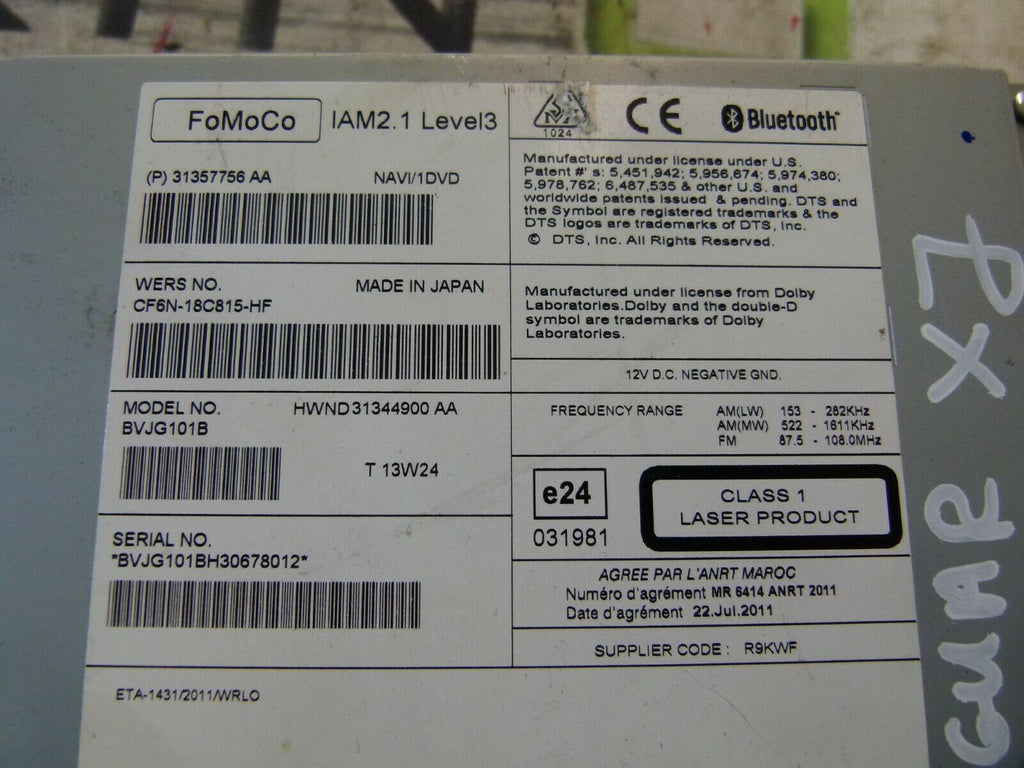 FoMoCo IAM2.1 Level3
(P) 31357756 AA NAVI/1DVD
WERS NO. MADE IN JAPAN
CF6N-18C815-HF
MODEL NO. HWND31344900 AA
BVJG101B
T 13W24
SERIAL NO.
*BVJG101BH30678012*
ETA-1431/2011/WRLO
1024
CE Bluetooth
Manufactured under license under U.S.
Patent #' s: 5,451,942; 5,956,674; 5,974,380;
5,978,762; 6,487,535 & other U.S. and
worldwide patents issued & pending. DTS and
the Symbol are registered trademarks & the
DTS logos are trademarks of DTS, Inc.
© DTS, Inc. All Rights Reserved.
Manufactured under license from Dolby
Laboratories.Dolby and the double-D
symbol are trademarks of Dolby
Laboratories.
12V D.C. NEGATIVE GND.
FREQUENCY RANGE AM(LW) 153 - 282KHz
AM(MW) 522 - 1611KHz
FM 87.5 - 108.0MHz
e24
031981
CLASS 1
LASER PRODUCT
AGREE PAR L'ANRT MAROC
Numéro d'agrément MR 6414 ANRT 2011
Date d'agrément 22.Jul.2011
SUPPLIER CODE : R9KWF
GUAR X7